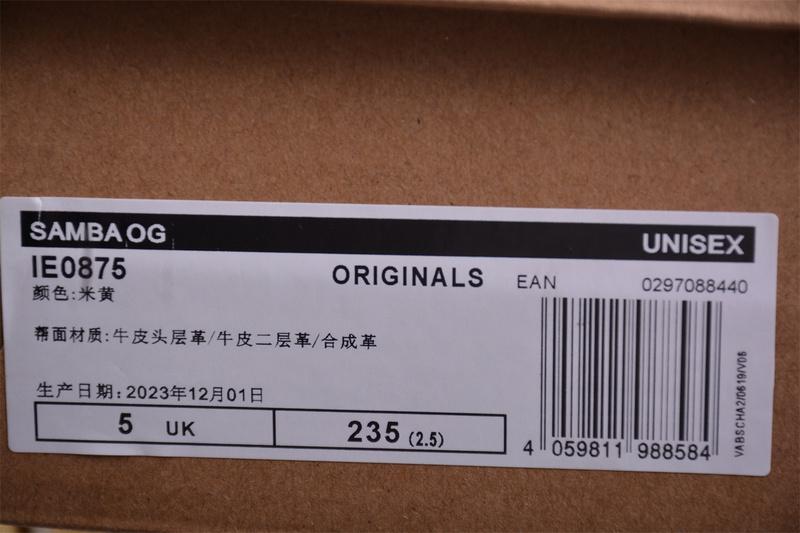 SAMBA OG
UNISEX
IE0875
ORIGINALS
EAN
0297088440
颜色:米黄
帮面材质:牛皮头层革/牛皮二层革/合成革
生产日期:2023年12月01日
5 UK
235 (2.5)
4 059811 988584
VABSCHA2/0619/V06